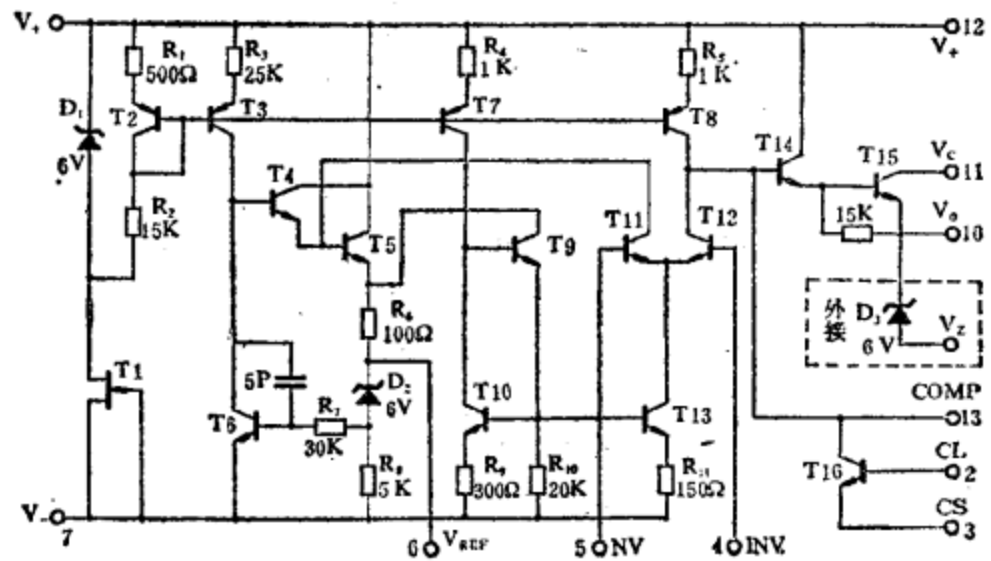 V+
12
V+
R1
500Ω
R3
25K
R4
1K
R5
1K
D1
6V
T2
T3
T7
T8
T14
T15
Vc
11
T4
R2
15K
T5
T9
T11
T12
15K
Vo
10
R6
100Ω
外接
D3
6V
Vz
T1
5P
D2
6V
T10
T13
COMP
13
T6
R7
30K
R8
5K
R9
300Ω
R10
20K
R11
150Ω
T16
CL
2
V-
7
CS
3
6
VREF
5
NV
4
INV.